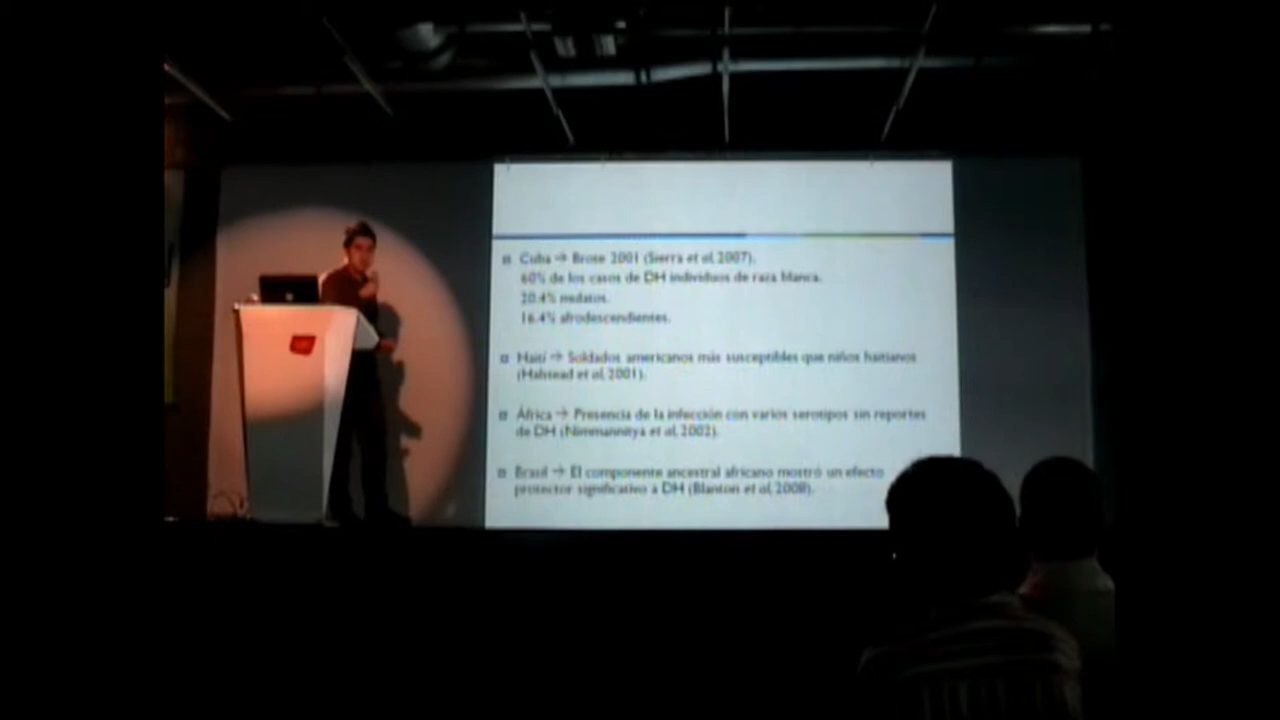 Cuba → Brote 2001 (Sierra et al, 2007).
60% de los casos de DH individuos de raza blanca.
20.4% mulatos.
16.4% afrodescendientes.
Haití → Soldados americanos más susceptibles que niños haitianos
(Halstead et al, 2001).
África → Presencia de la infección con varios serotipos sin reportes
de DH (Nimmannitya et al, 2002).
Brasil → El componente ancestral africano mostró un efecto
protector significativo a DH (Blanton et al, 2008).